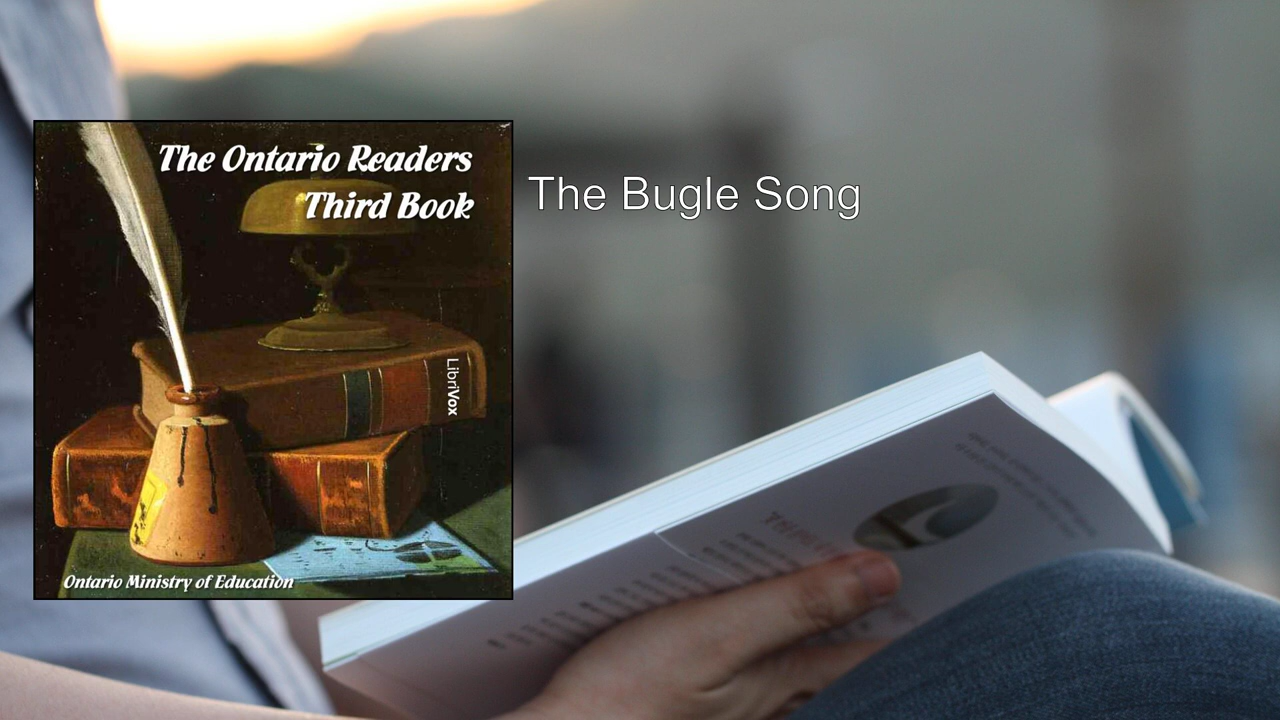 The Ontario Readers
Third Book
The Bugle Song
LibriVox
Ontario Ministry of Education